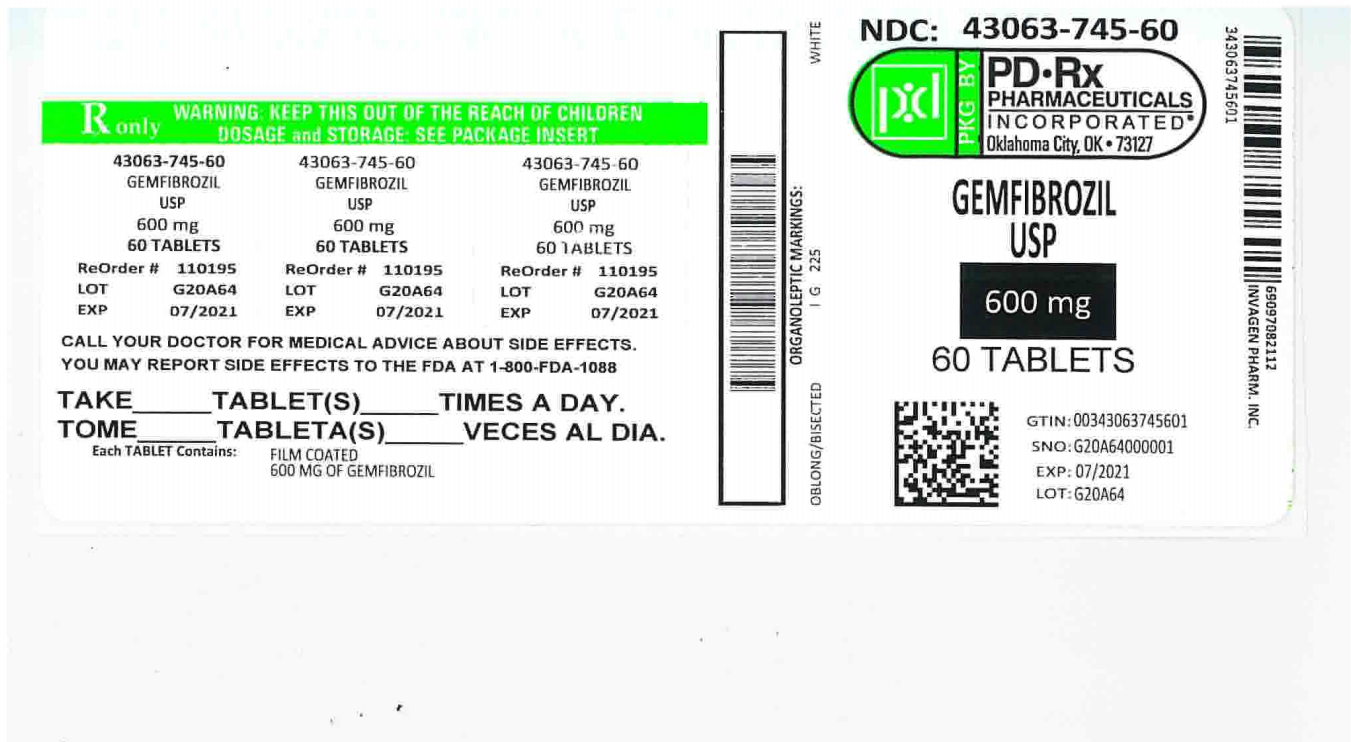 R only
WARNING: KEEP THIS OUT OF THE REACH OF CHILDREN
DOSAGE and STORAGE: SEE PACKAGE INSERT
43063-745-60 43063-745-60 43063-745-60
GEMFIBROZIL GEMFIBROZIL GEMFIBROZIL
USP USP USP
600 mg 600 mg 600 mg
60 TABLETS 60 TABLETS 60 TABLETS
ReOrder # 110195 ReOrder # 110195 ReOrder # 110195
LOT G20A64 LOT G20A64 LOT G20A64
EXP 07/2021 EXP 07/2021 EXP 07/2021
CALL YOUR DOCTOR FOR MEDICAL ADVICE ABOUT SIDE EFFECTS.
YOU MAY REPORT SIDE EFFECTS TO THE FDA AT 1-800-FDA-1088
TAKE_____TABLET(S)_____TIMES A DAY.
TOME_____TABLETA(S)_____VECES AL DIA.
Each TABLET Contains: FILM COATED
600 MG OF GEMFIBROZIL
ORGANOLEPTIC MARKINGS:
OBLONG/BISECTED I G 225 WHITE
NDC: 43063-745-60
PKG BY
PD•Rx
PHARMACEUTICALS
INCORPORATED®
Oklahoma City, OK • 73127
GEMFIBROZIL
USP
600 mg
60 TABLETS
GTIN: 00343063745601
SNO: G20A64000001
EXP: 07/2021
LOT: G20A64
343063745601
69097082112
INVAGEN PHARM. INC.